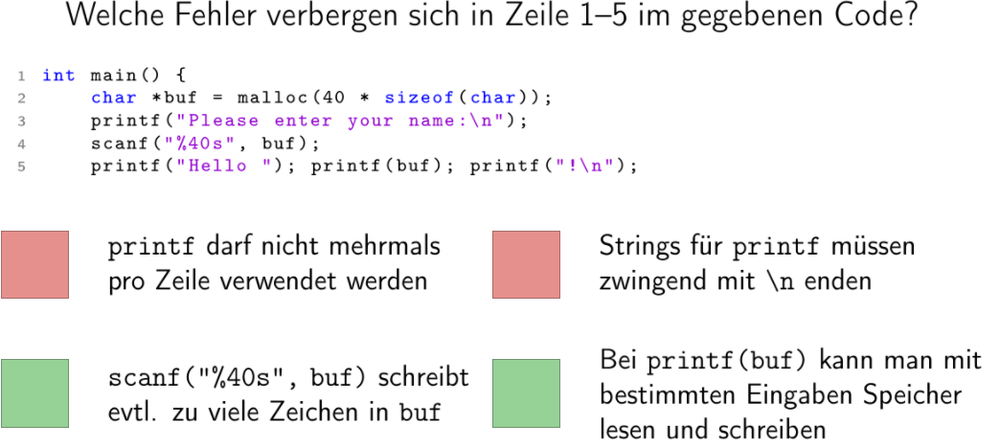 Welche Fehler verbergen sich in Zeile 1–5 im gegebenen Code?
1 int main() {
2     char *buf = malloc(40 * sizeof(char));
3     printf("Please enter your name:\n");
4     scanf("%40s", buf);
5     printf("Hello "); printf(buf); printf("!\n");
printf darf nicht mehrmals
pro Zeile verwendet werden
Strings für printf müssen
zwingend mit \n enden
scanf("%40s", buf) schreibt
evtl. zu viele Zeichen in buf
Bei printf(buf) kann man mit
bestimmten Eingaben Speicher
lesen und schreiben